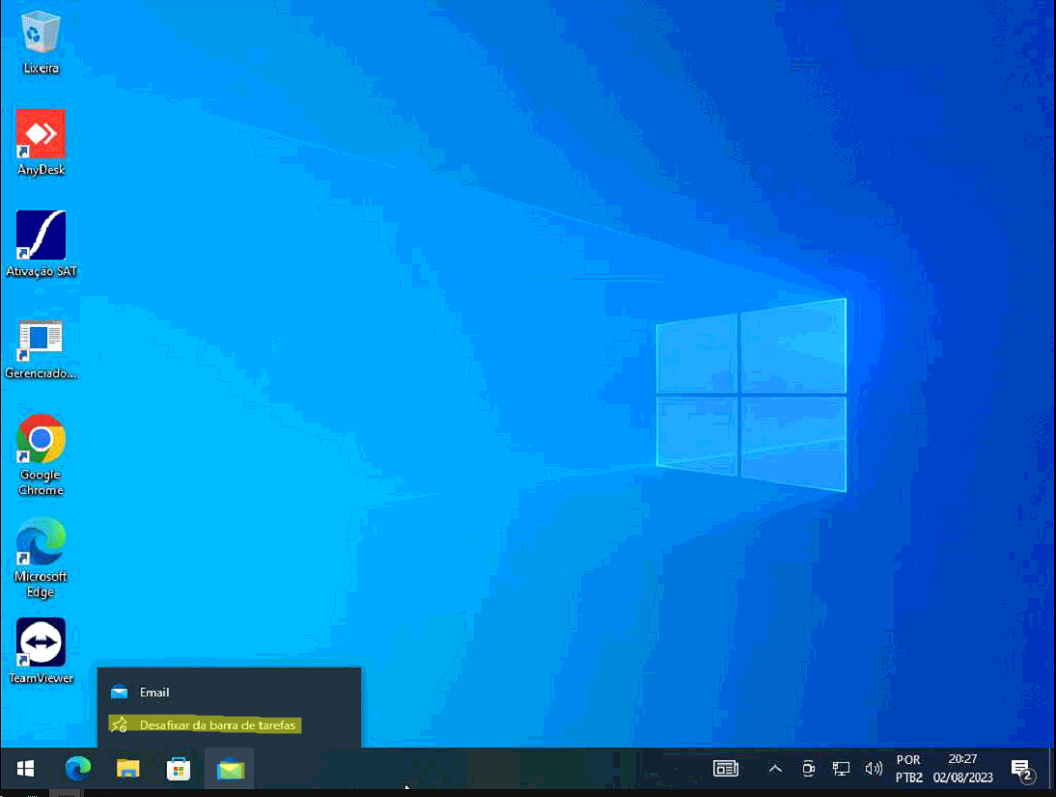 Lixeira
AnyDesk
Ativação SAT
Gerenciado...
Google
Chrome
Microsoft
Edge
TeamViewer
Email
Desafixar da barra de tarefas
POR
PTB2
20:27
02/08/2023
2